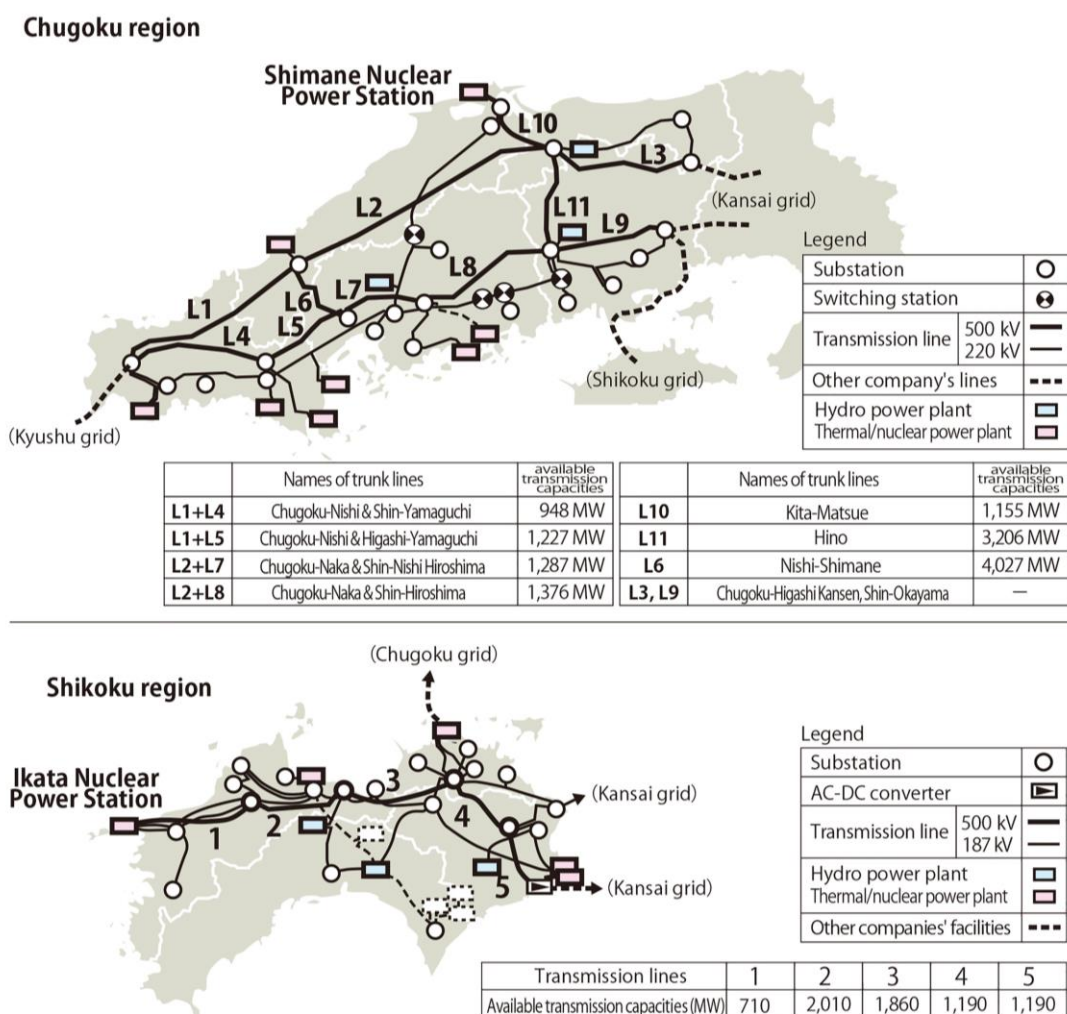 Chugoku region
Shimane Nuclear
Power Station
L10
L3
L2
(Kansai grid)
L11
L9
L8
L7
L6
L1
L5
L4
(Shikoku grid)
(Kyushu grid)
Legend
Substation
Switching station
Transmission line 500 kV
220 kV
Other company's lines
Hydro power plant
Thermal/nuclear power plant
Names of trunk lines available transmission capacities
L1+L4 Chugoku-Nishi & Shin-Yamaguchi 948 MW
L1+L5 Chugoku-Nishi & Higashi-Yamaguchi 1,227 MW
L2+L7 Chugoku-Naka & Shin-Nishi Hiroshima 1,287 MW
L2+L8 Chugoku-Naka & Shin-Hiroshima 1,376 MW
Names of trunk lines available transmission capacities
L10 Kita-Matsue 1,155 MW
L11 Hino 3,206 MW
L6 Nishi-Shimane 4,027 MW
L3, L9 Chugoku-Higashi Kansen, Shin-Okayama —
(Chugoku grid)
Shikoku region
Ikata Nuclear
Power Station
3
(Kansai grid)
4
2
1
5
(Kansai grid)
Legend
Substation
AC-DC converter
Transmission line 500 kV
187 kV
Hydro power plant
Thermal/nuclear power plant
Other companies' facilities
Transmission lines 1 2 3 4 5
Available transmission capacities (MW) 710 2,010 1,860 1,190 1,190